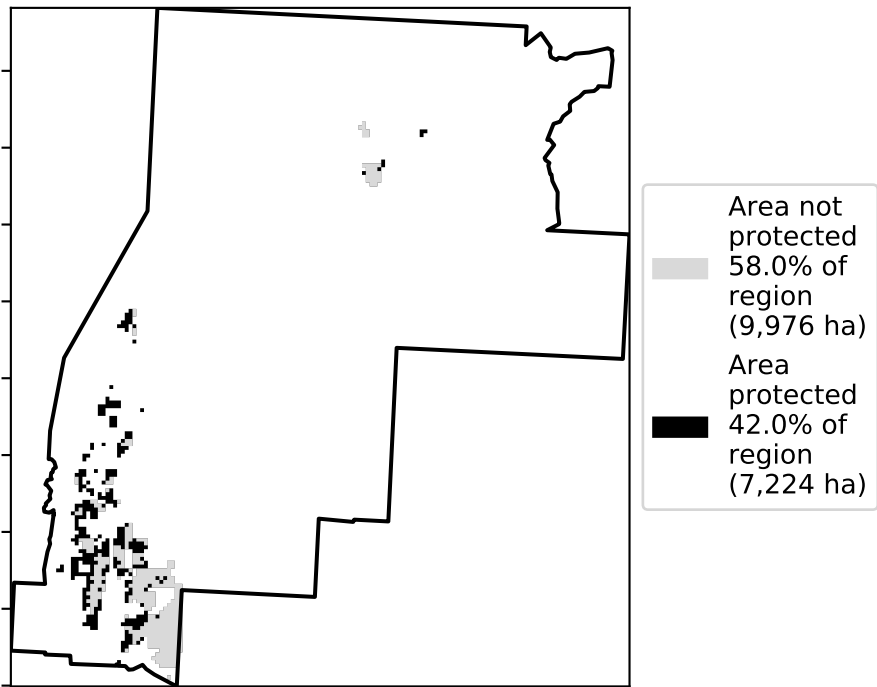 Area not
protected
58.0% of
region
(9,976 ha)
Area
protected
42.0% of
region
(7,224 ha)